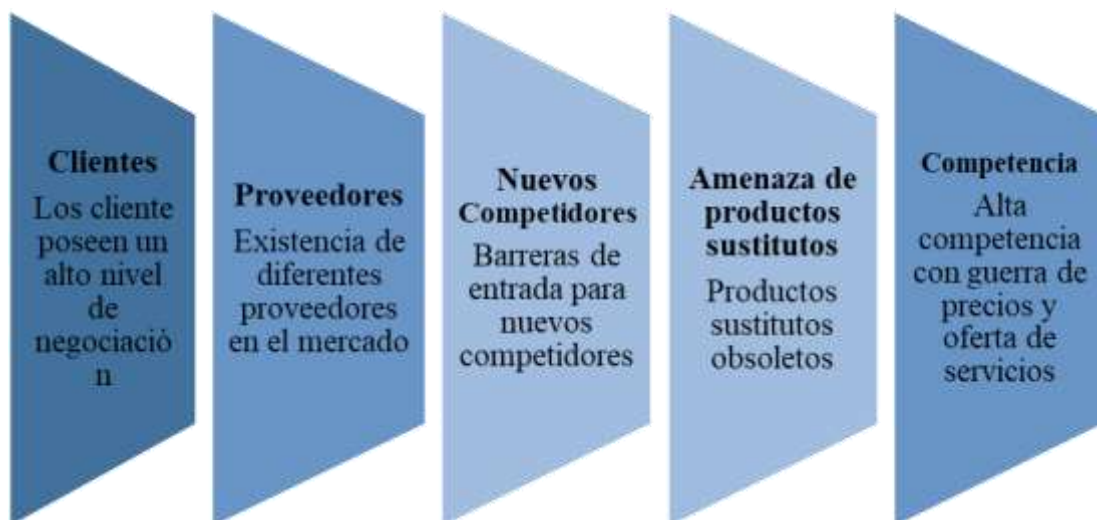 Clientes
Los cliente
poseen un
alto nivel
de
negociació
n
Proveedores
Existencia de
diferentes
proveedores
en el mercado
Nuevos
Competidores
Barreras de
entrada para
nuevos
competidores
Amenaza de
productos
sustitutos
Productos
sustitutos
obsoletos
Competencia
Alta
competencia
con guerra de
precios y
oferta de
servicios